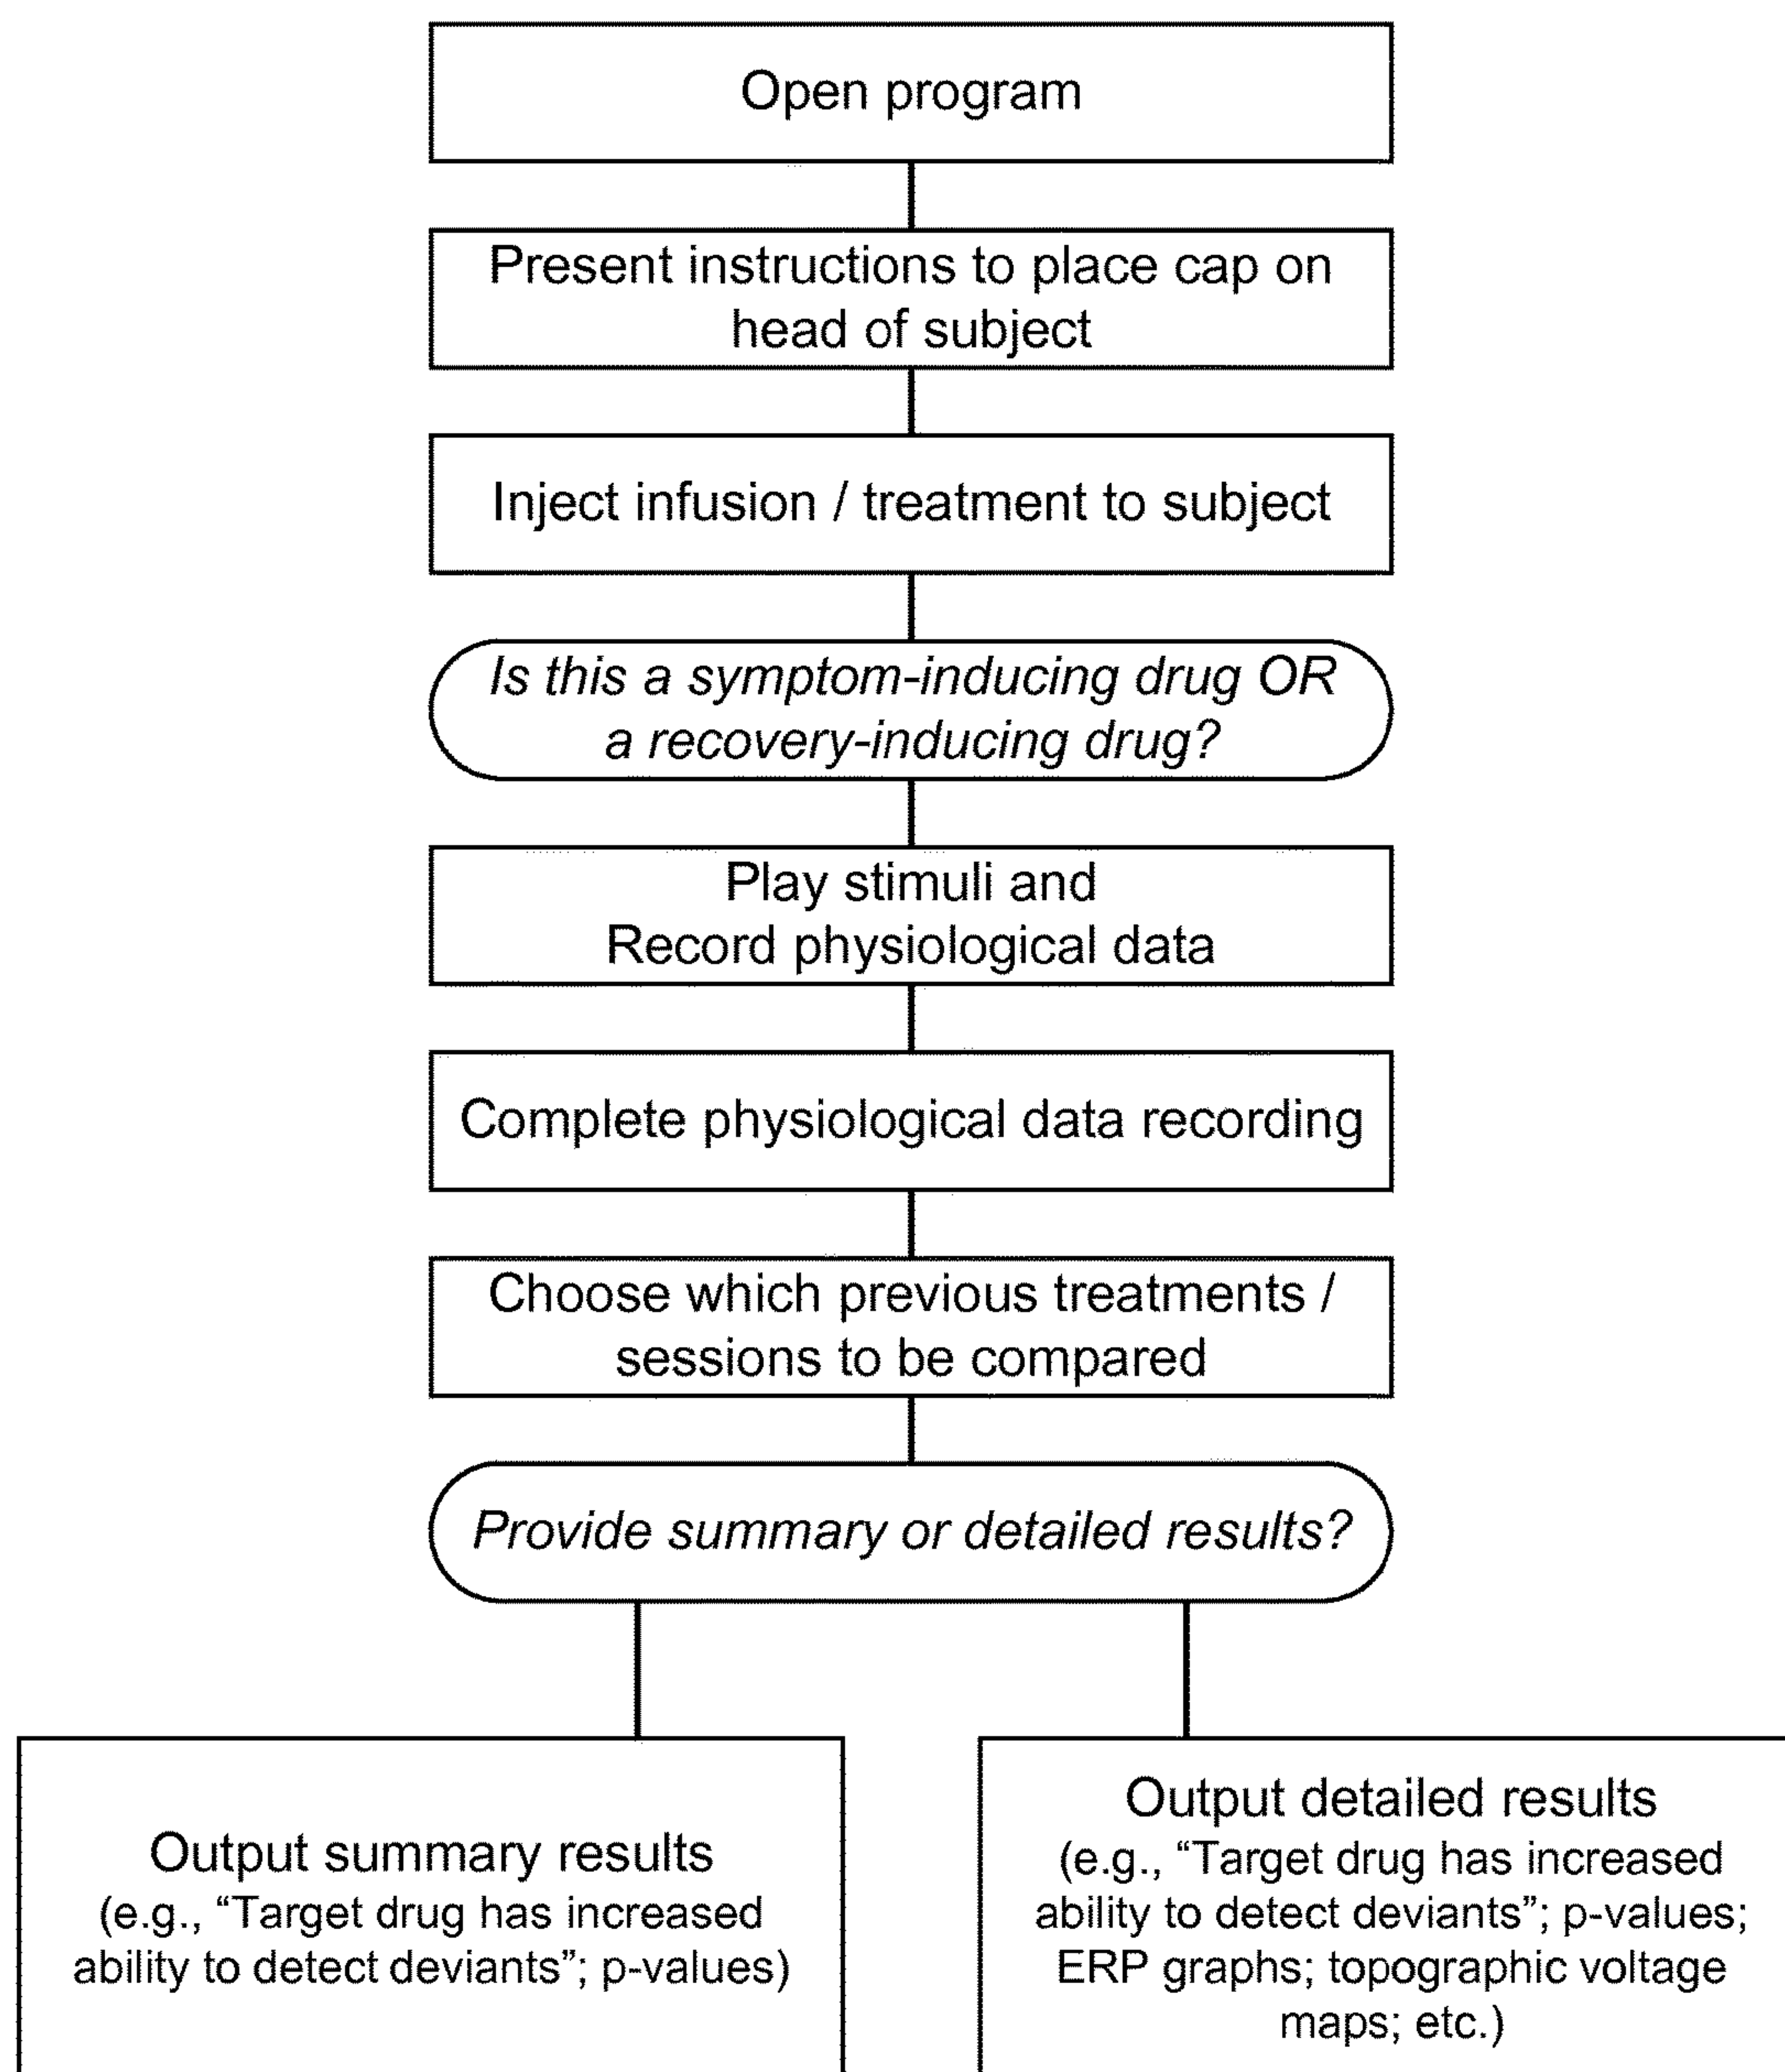 Open program
Present instructions to place cap on
head of subject
Inject infusion / treatment to subject
Is this a symptom-inducing drug OR
a recovery-inducing drug?
Play stimuli and
Record physiological data
Complete physiological data recording
Choose which previous treatments /
sessions to be compared
Provide summary or detailed results?
Output summary results
(e.g., “Target drug has increased
ability to detect deviants”; p-values)
Output detailed results
(e.g., “Target drug has increased
ability to detect deviants”; p-values;
ERP graphs; topographic voltage
maps; etc.)